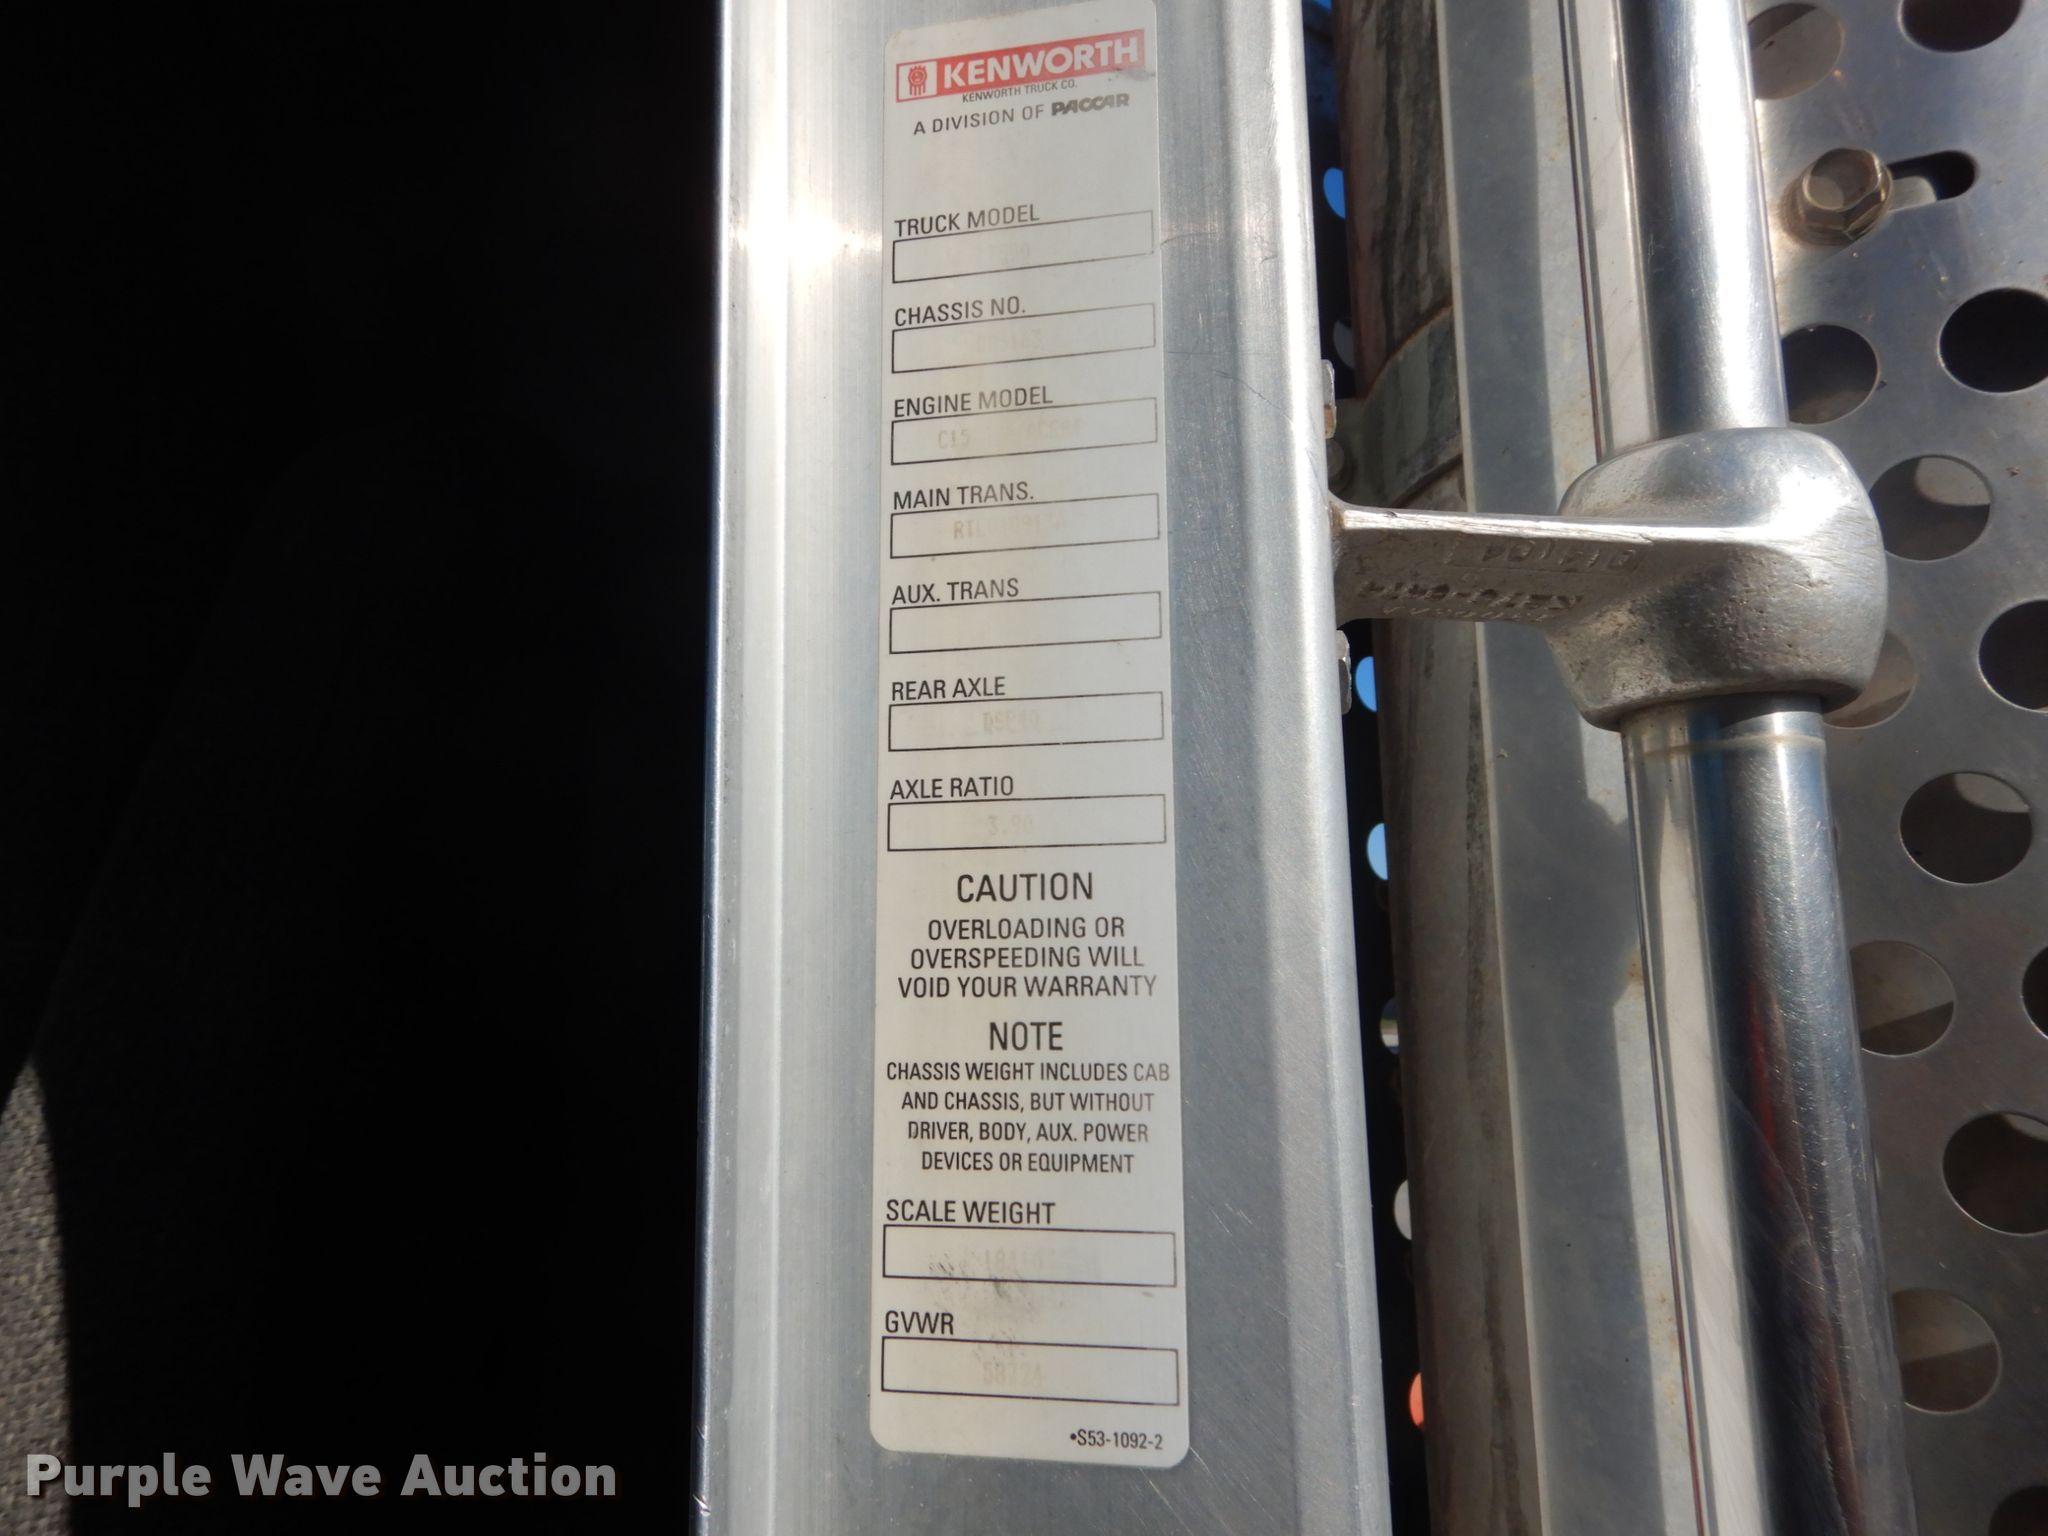 KENWORTH
KENWORTH TRUCK CO.
A DIVISION OF PACCAR
TRUCK MODEL
CHASSIS NO.
ENGINE MODEL
C15
MAIN TRANS.
AUX. TRANS
REAR AXLE
AXLE RATIO
3.90
CAUTION
OVERLOADING OR
OVERSPEEDING WILL
VOID YOUR WARRANTY
NOTE
CHASSIS WEIGHT INCLUDES CAB
AND CHASSIS, BUT WITHOUT
DRIVER, BODY, AUX. POWER
DEVICES OR EQUIPMENT
SCALE WEIGHT
GVWR
•S53-1092-2
Purple Wave Auction